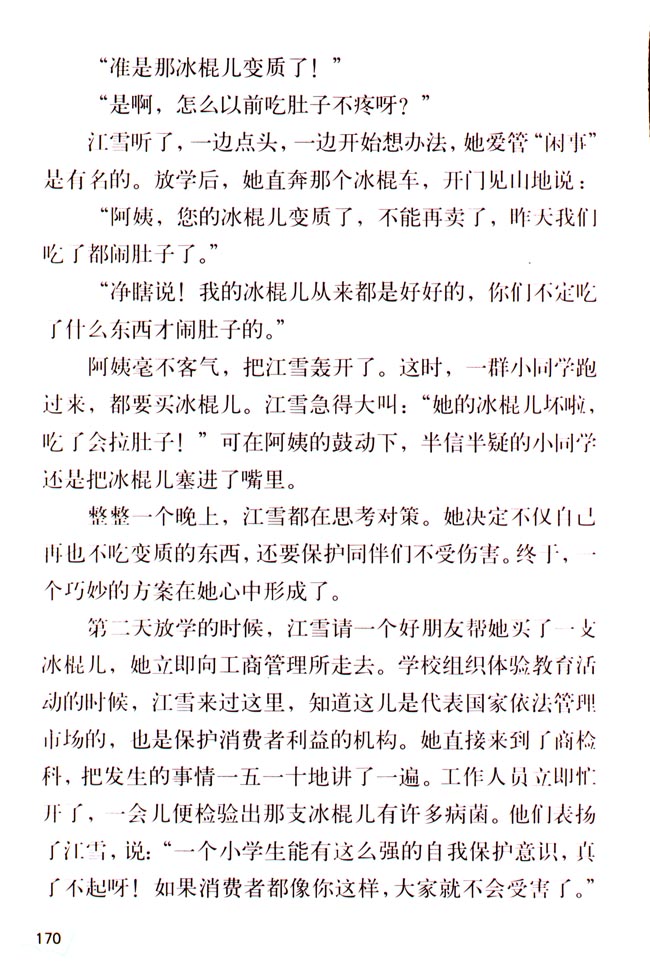 “准是那冰棍儿变质了！”
“是啊，怎么以前吃肚子不疼呀？”
江雪听了，一边点头，一边开始想办法，她爱管“闲事”
是有名的。放学后，她直奔那个冰棍车，开门见山地说：
“阿姨，您的冰棍儿变质了，不能再卖了，昨天我们
吃了都闹肚子了。”
“净瞎说！我的冰棍儿从来都是好好的，你们不定吃
了什么东西才闹肚子的。”
阿姨毫不客气，把江雪轰开了。这时，一群小同学跑
过来，都要买冰棍儿。江雪急得大叫：“她的冰棍儿坏啦，
吃了会拉肚子！”可在阿姨的鼓动下，半信半疑的小同学
还是把冰棍儿塞进了嘴里。
整整一个晚上，江雪都在思考对策。她决定不仅自己
再也不吃变质的东西，还要保护同伴们不受伤害。终于，一
个巧妙的方案在她心中形成了。
第二天放学的时候，江雪请一个好朋友帮她买了一支
冰棍儿，她立即向工商管理所走去。学校组织体验教育活
动的时候，江雪来过这里，知道这儿是代表国家依法管理
市场的，也是保护消费者利益的机构。她直接来到了商检
科，把发生的事情一五一十地讲了一遍。工作人员立即忙
开了，一会儿便检验出那支冰棍儿有许多病菌。他们表扬
了江雪，说：“一个小学生能有这么强的自我保护意识，真
了不起呀！如果消费者都像你这样，大家就不会受害了。”
170